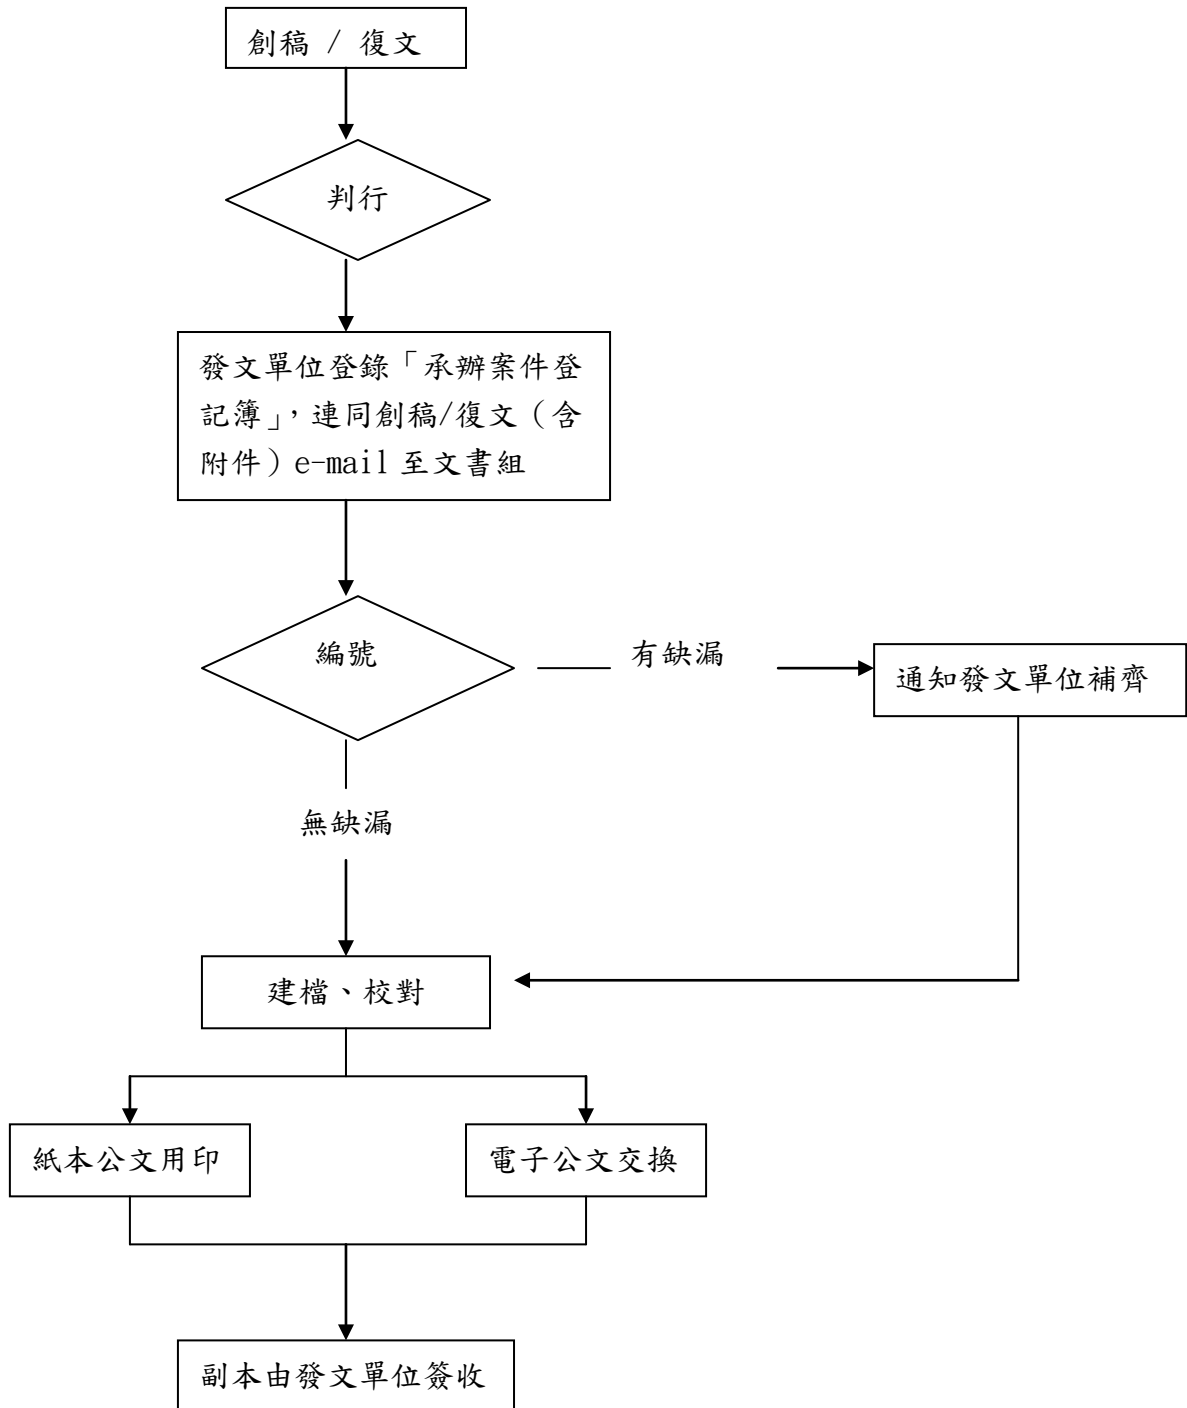 創稿 / 復文
判行
發文單位登錄「承辦案件登
記簿」,連同創稿/復文(含
附件)e-mail 至文書組
編號
有缺漏
通知發文單位補齊
無缺漏
建檔、校對
紙本公文用印
電子公文交換
副本由發文單位簽收